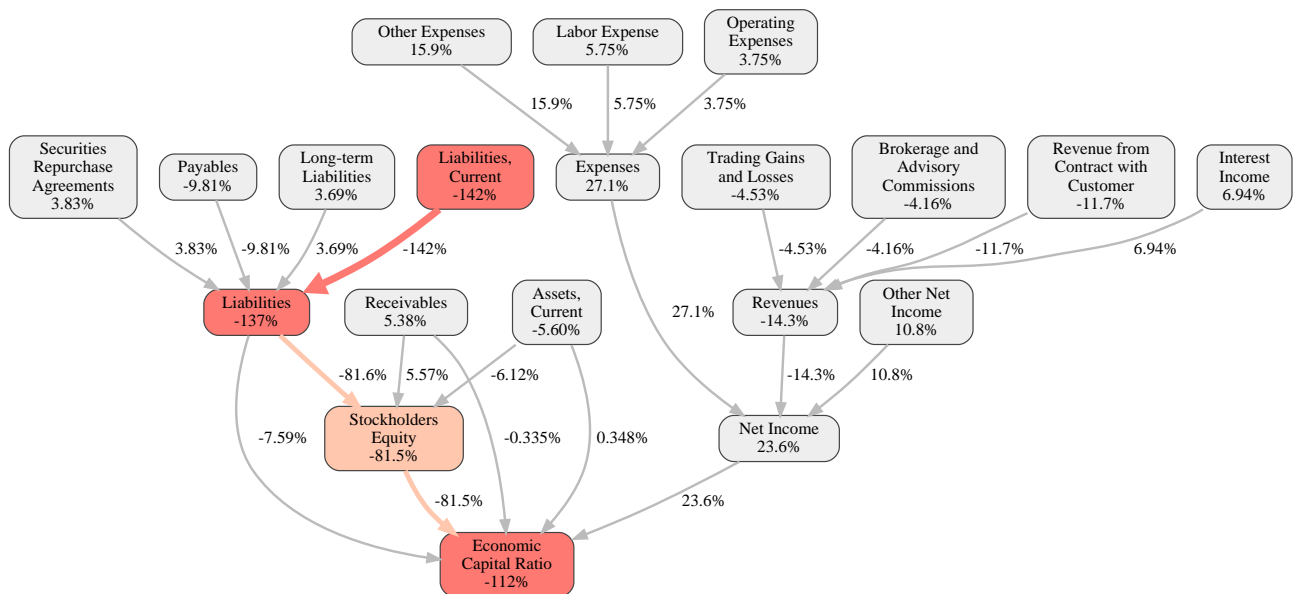 Other Expenses
15.9%
Labor Expense
5.75%
Operating
Expenses
3.75%
15.9%
5.75%
3.75%
Securities
Repurchase
Agreements
3.83%
Payables
-9.81%
Long-term
Liabilities
3.69%
Liabilities,
Current
-142%
Expenses
27.1%
Trading Gains
and Losses
-4.53%
Brokerage and
Advisory
Commissions
-4.16%
Revenue from
Contract with
Customer
-11.7%
Interest
Income
6.94%
3.83%
-9.81%
3.69%
-142%
-4.53%
-4.16%
-11.7%
6.94%
Liabilities
-137%
Receivables
5.38%
Assets,
Current
-5.60%
27.1%
Revenues
-14.3%
Other Net
Income
10.8%
-81.6%
5.57%
-6.12%
-14.3%
10.8%
-7.59%
Stockholders
Equity
-81.5%
-0.335%
0.348%
Net Income
23.6%
-81.5%
23.6%
Economic
Capital Ratio
-112%